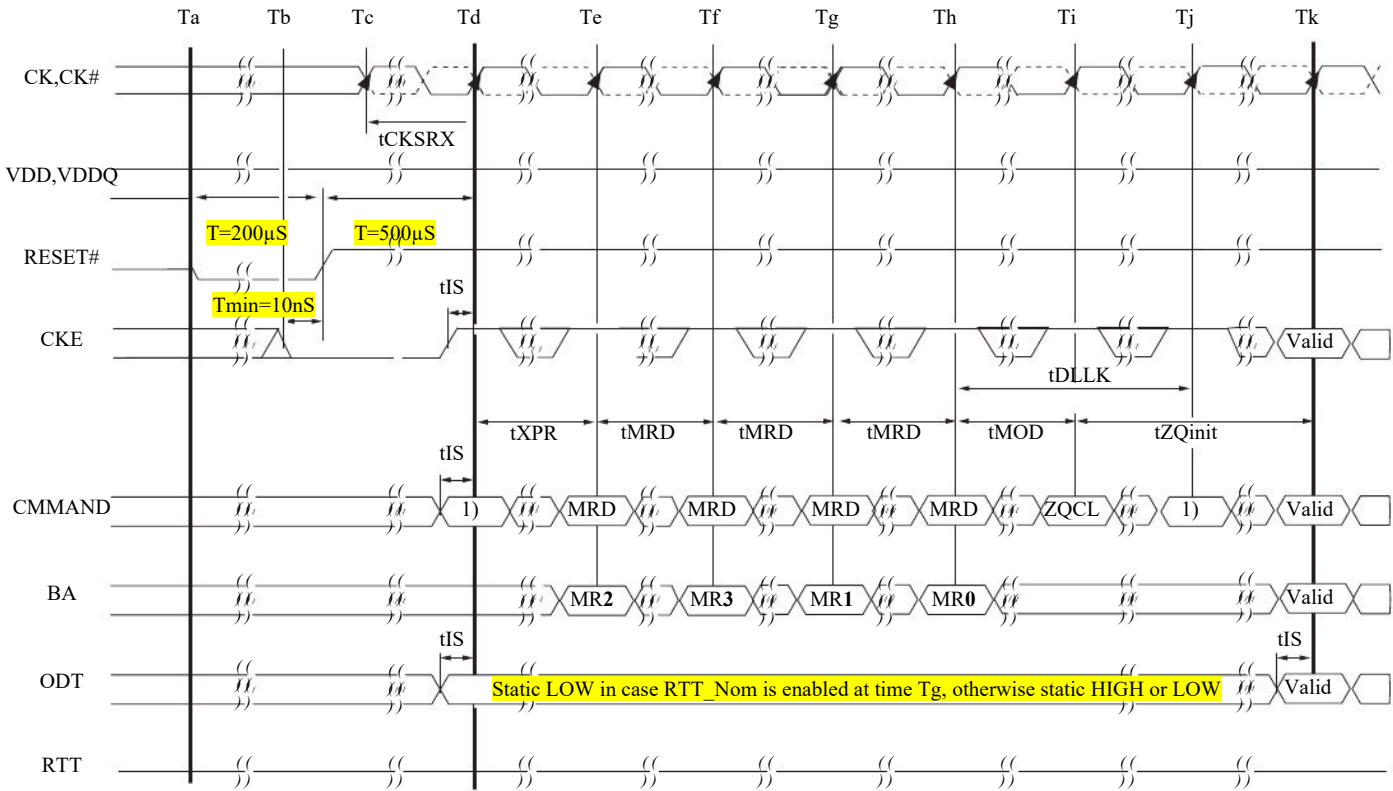 Ta Tb Tc Td Te Tf Tg Th Ti Tj Tk
CK,CK#
tCKSRX
VDD,VDDQ
T=200µS T=500µS
RESET#
tIS
Tmin=10nS
CKE Valid
tDLLK
tXPR tMRD tMRD tMRD tMOD tZQinit
tIS
CMMAND 1) MRD MRD MRD MRD ZQCL 1) Valid
BA MR2 MR3 MR1 MR0 Valid
tIS tIS
ODT Static LOW in case RTT_Nom is enabled at time Tg, otherwise static HIGH or LOW Valid
RTT